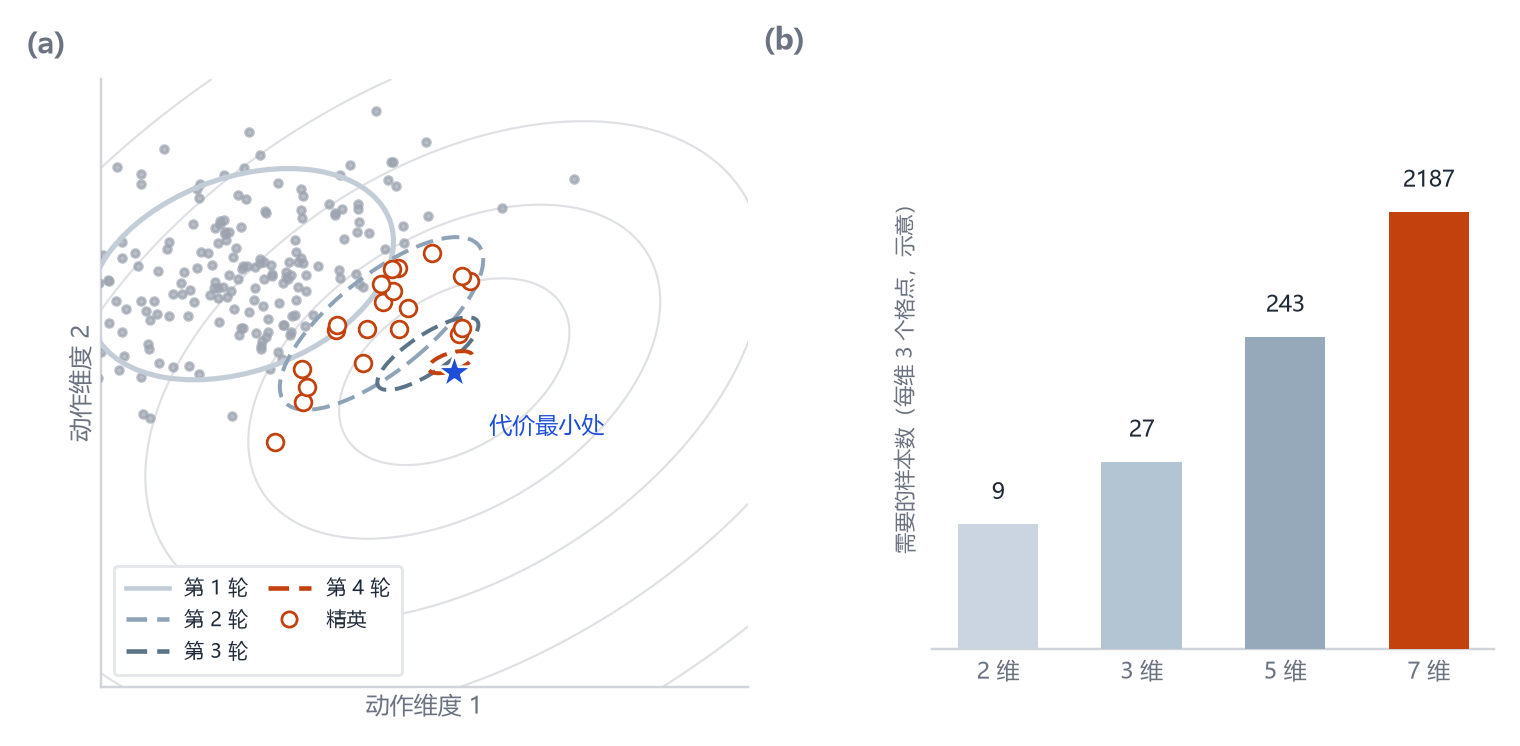 (a)
动作维度 2
代价最小处
第 1 轮
第 2 轮
第 3 轮
第 4 轮
精英
动作维度 1
(b)
需要的样本数（每维 3 个格点，示意）
9
27
243
2187
2 维
3 维
5 维
7 维